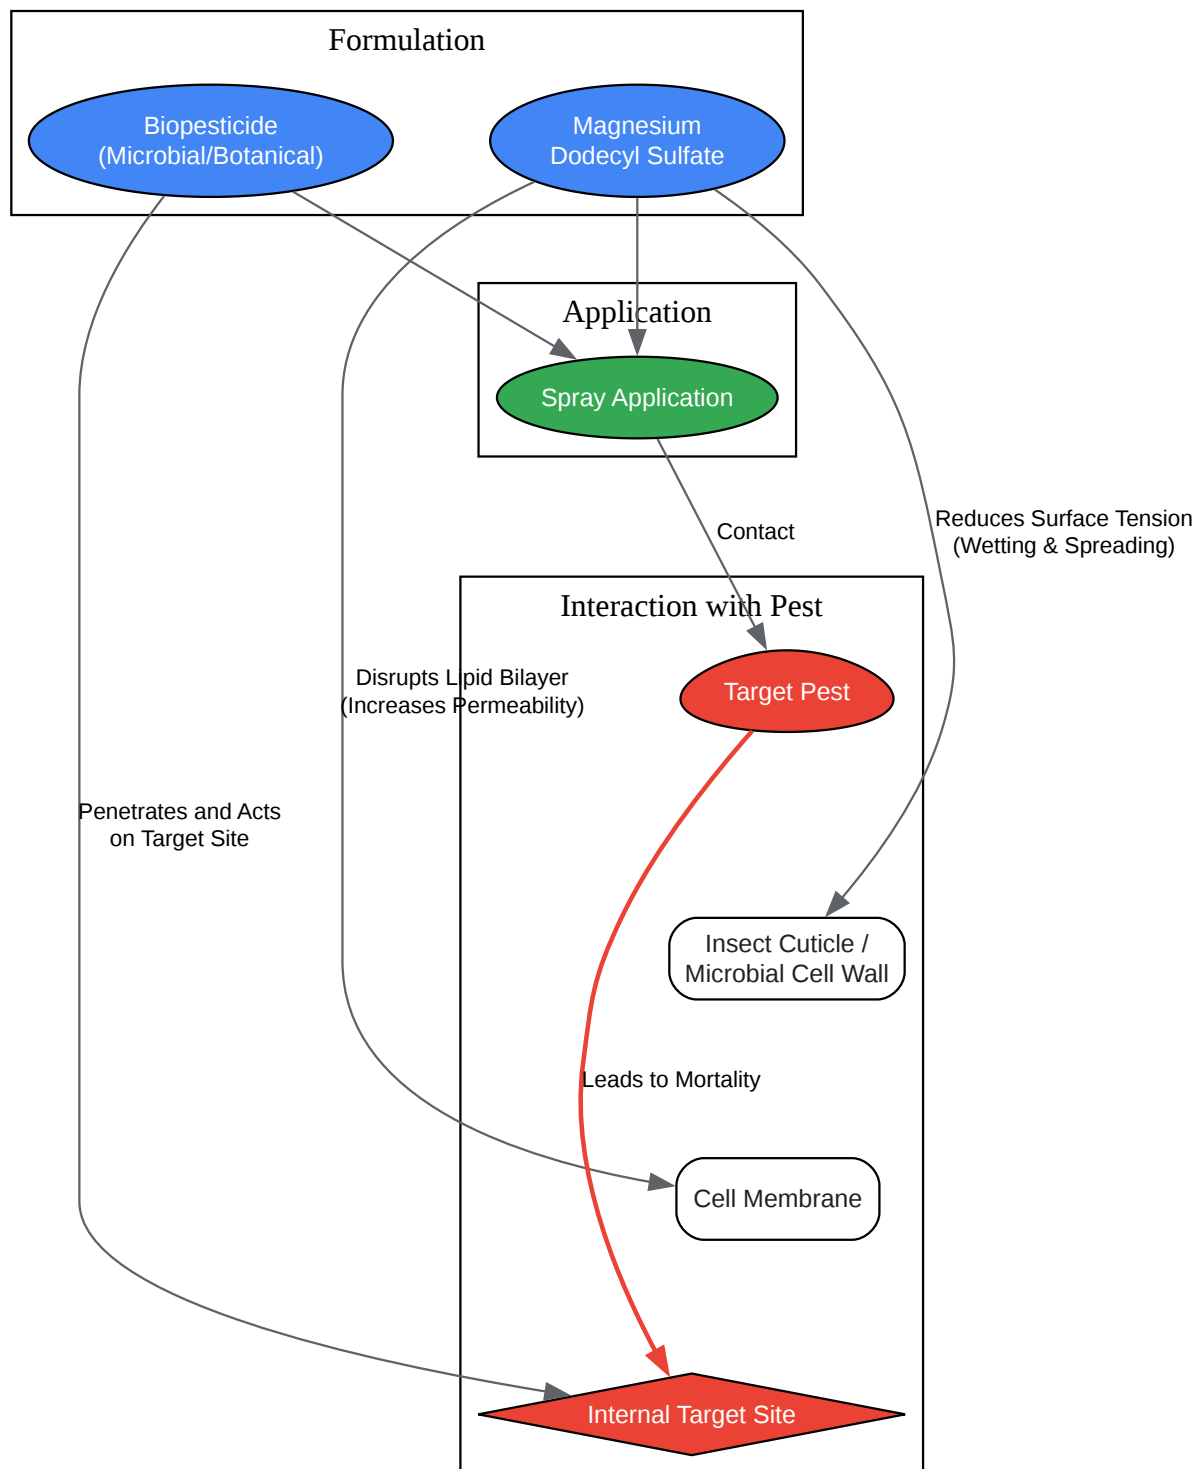 Formulation
Biopesticide
(Microbial/Botanical)
Magnesium
Dodecyl Sulfate
Application
Spray Application
Contact
Reduces Surface Tension
(Wetting & Spreading)
Interaction with Pest
Disrupts Lipid Bilayer
(Increases Permeability)
Target Pest
Penetrates and Acts
on Target Site
Insect Cuticle /
Microbial Cell Wall
Leads to Mortality
Cell Membrane
Internal Target Site